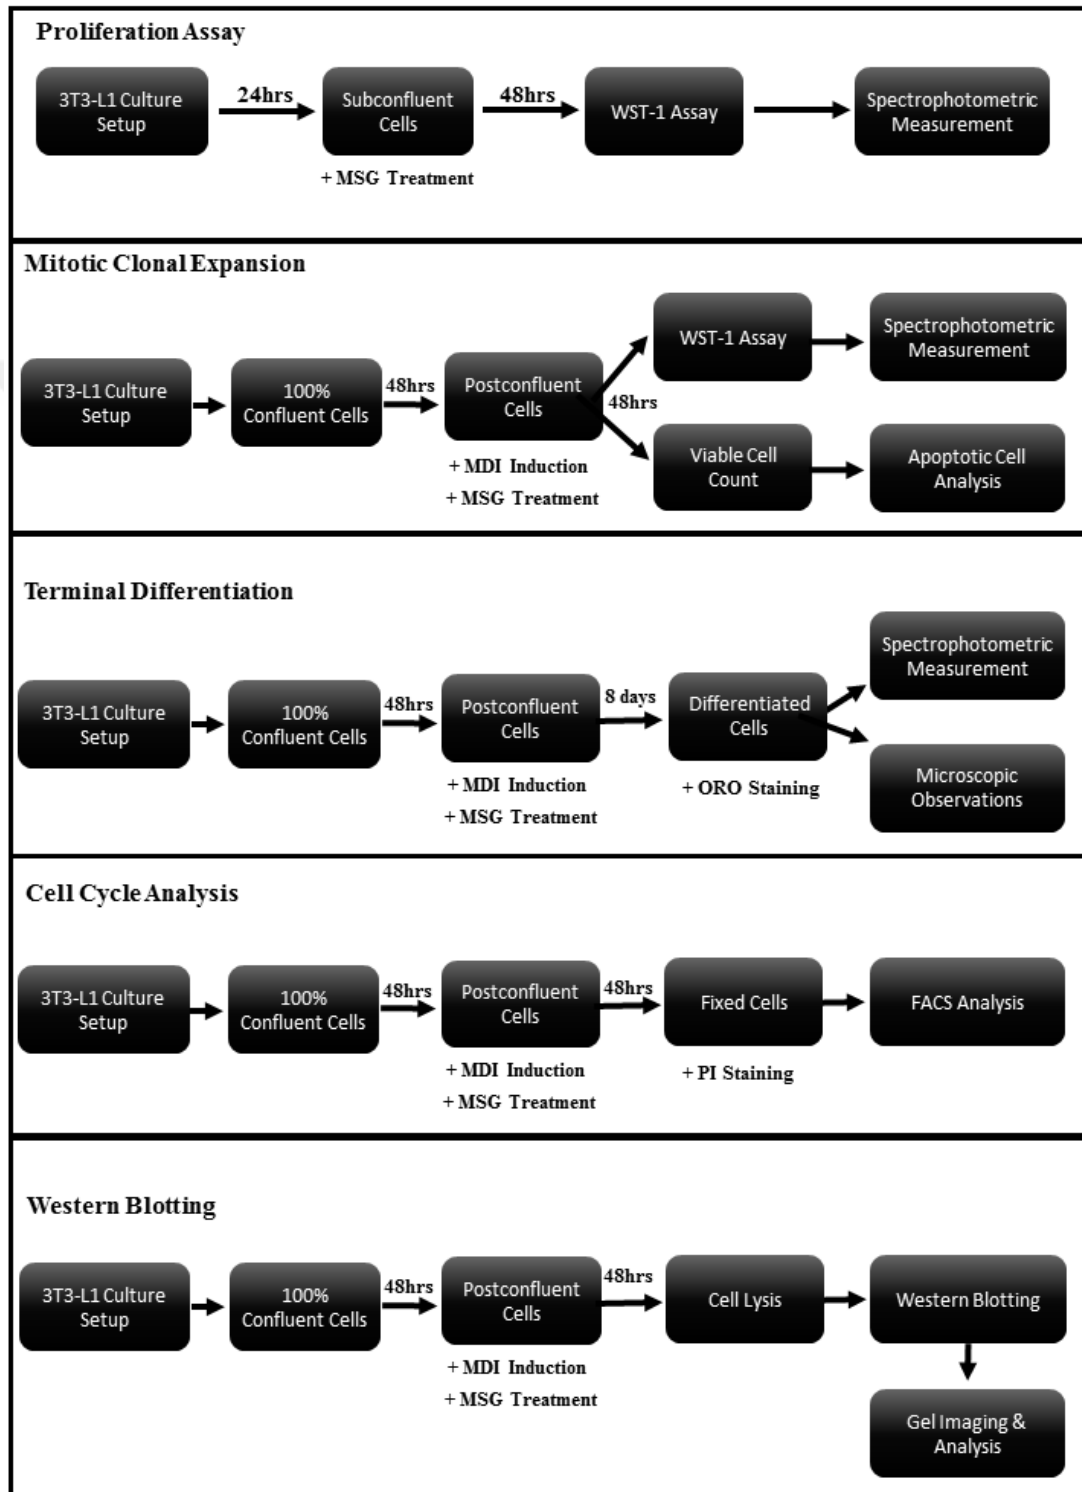 Proliferation Assay
3T3-L1 Culture
Setup
24hrs
Subconfluent
Cells
+ MSG Treatment
48hrs
WST-1 Assay
Spectrophotometric
Measurement
Mitotic Clonal Expansion
3T3-L1 Culture
Setup
100%
Confluent Cells
48hrs
Postconfluent
Cells
+ MDI Induction
+ MSG Treatment
48hrs
WST-1 Assay
Spectrophotometric
Measurement
Viable Cell
Count
Apoptotic Cell
Analysis
Terminal Differentiation
3T3-L1 Culture
Setup
100%
Confluent Cells
48hrs
Postconfluent
Cells
+ MDI Induction
+ MSG Treatment
8 days
Differentiated
Cells
+ ORO Staining
Spectrophotometric
Measurement
Microscopic
Observations
Cell Cycle Analysis
3T3-L1 Culture
Setup
100%
Confluent Cells
48hrs
Postconfluent
Cells
+ MDI Induction
+ MSG Treatment
48hrs
Fixed Cells
+ PI Staining
FACS Analysis
Western Blotting
3T3-L1 Culture
Setup
100%
Confluent Cells
48hrs
Postconfluent
Cells
+ MDI Induction
+ MSG Treatment
48hrs
Cell Lysis
Western Blotting
Gel Imaging &
Analysis